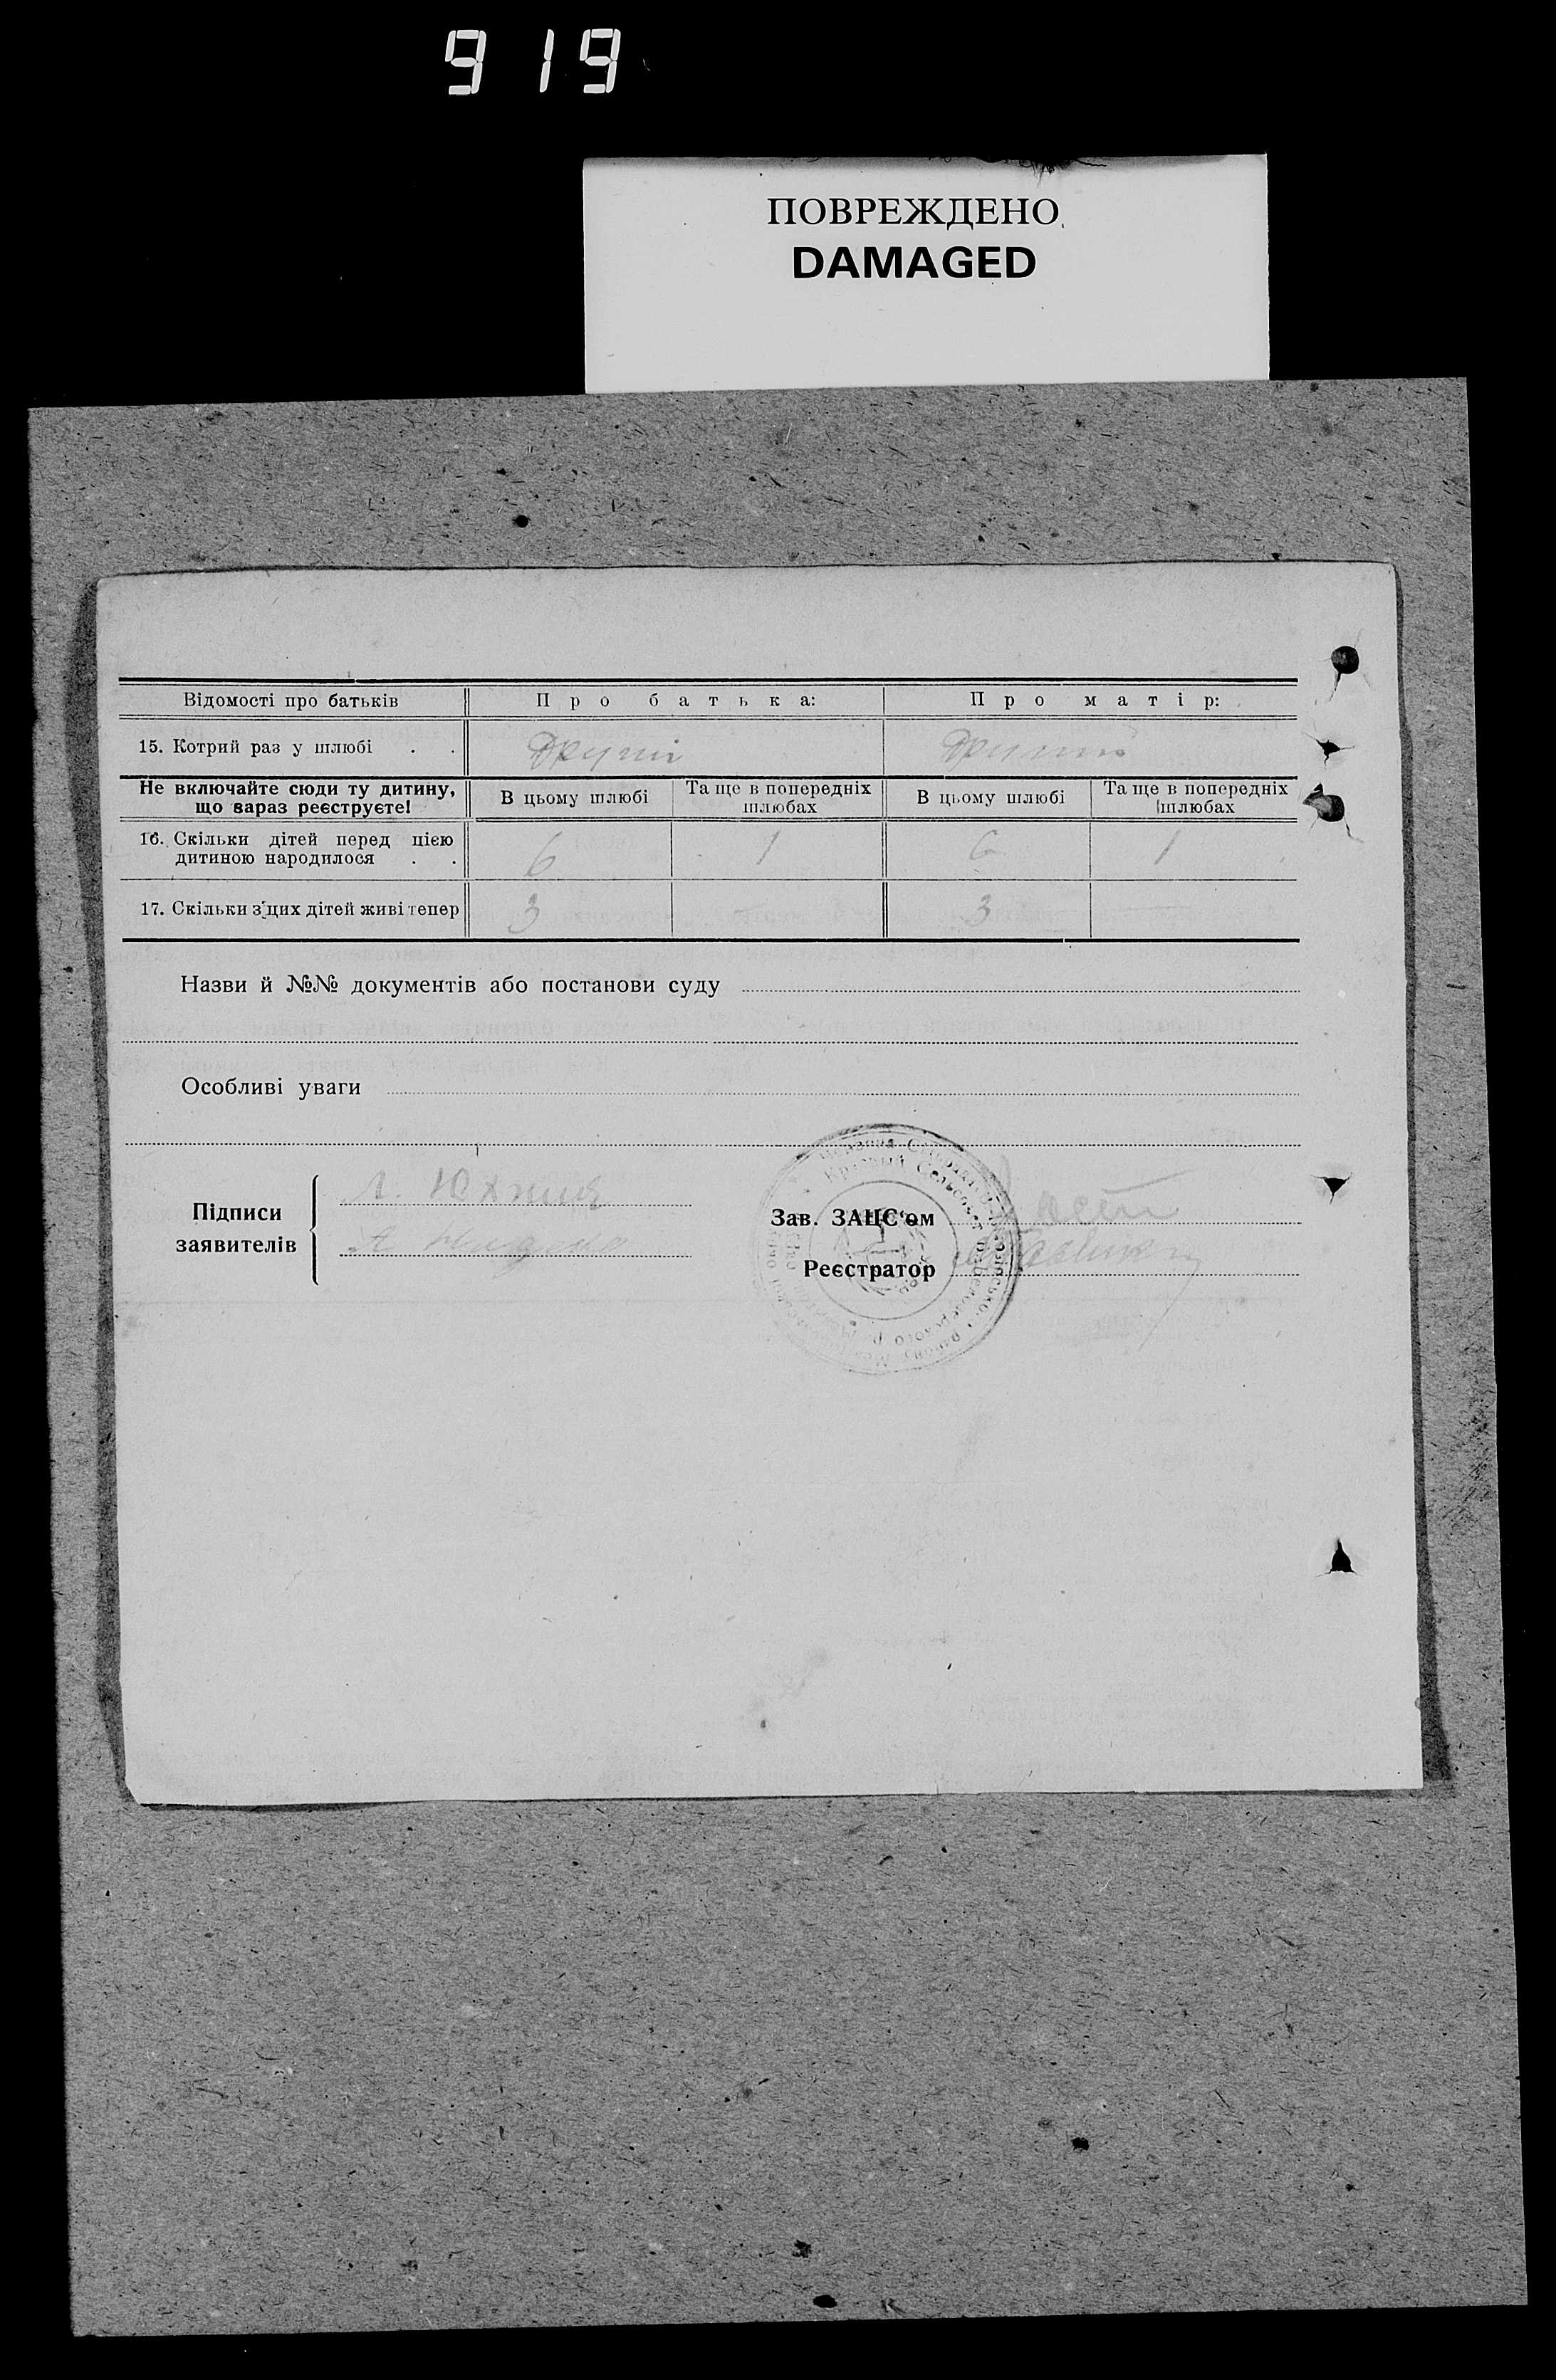 919
ПОВРЕЖДЕНО
DAMAGED
Відомості про батьків
Про батька:
Про матір:
15. Котрий раз у шлюбі . .
Другий
Другий
Не включайте сюди ту дитину,
що вараз реєструєте!
В цьому шлюбі
Та ще в попередніх
шлюбах
В цьому шлюбі
Та ще в попередніх
шлюбах
16. Скільки дітей перед цією
дитиною народилося . .
6
1
6
1
17. Скільки з цих дітей живі тепер
3
3
Назви й №№ документів або постанови суду
Особливі уваги
Підписи
заявителів
Зав. ЗАЦС‘ом
Реєстратор